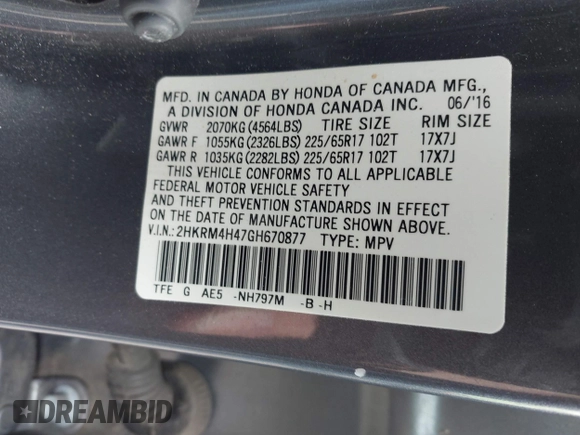 MFD. IN CANADA BY HONDA OF CANADA MFG.,
A DIVISION OF HONDA CANADA INC. 06/'16
GVWR 2070KG (4564LBS) TIRE SIZE RIM SIZE
GAWR F 1055KG (2326LBS) 225/65R17 102T 17X7J
GAWR R 1035KG (2282LBS) 225/65R17 102T 17X7J
THIS VEHICLE CONFORMS TO ALL APPLICABLE
FEDERAL MOTOR VEHICLE SAFETY
AND THEFT PREVENTION STANDARDS IN EFFECT
ON THE DATE OF MANUFACTURE SHOWN ABOVE.
V.I.N.: 2HKRM4H47GH670877 TYPE: MPV
TFE G AE5 -NH797M -B -H
DREAMBID